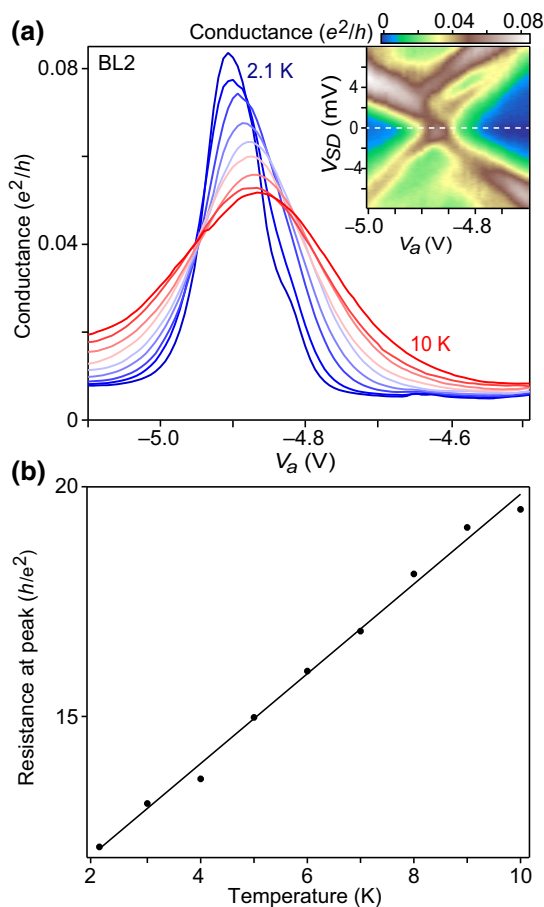 (a)
Conductance (e²/h)
0 0.04 0.08
BL2
2.1 K
0.08
0.04
0
Conductance (e²/h)
4
0
−4
V_SD (mV)
−5.0 −4.8
V_a (V)
10 K
−5.0 −4.8 −4.6
V_a (V)
(b)
20
15
Resistance at peak (h/e²)
2 4 6 8 10
Temperature (K)